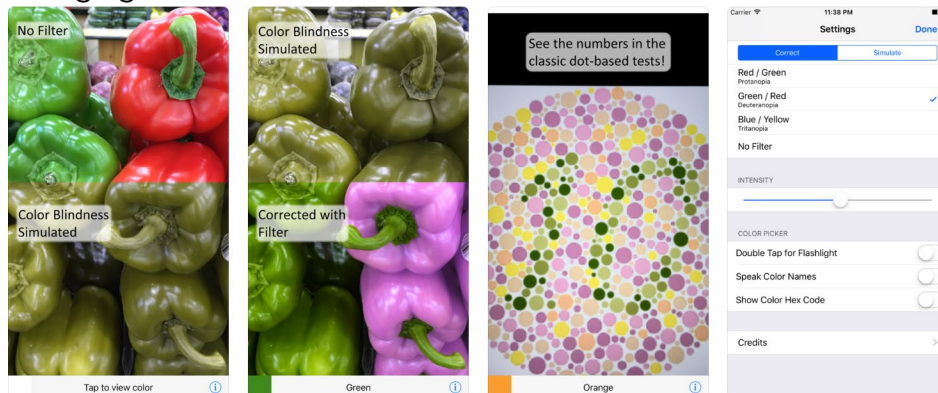 No Filter
Color Blindness
Simulated
Tap to view color
Color Blindness
Simulated
Corrected with
Filter
Green
See the numbers in the
classic dot-based tests!
Orange
Carrier 11:38 PM
Settings Done
Correct Simulate
Red / Green
Protanopia
Green / Red
Deuteranopia
Blue / Yellow
Tritanopia
No Filter
INTENSITY
COLOR PICKER
Double Tap for Flashlight
Speak Color Names
Show Color Hex Code
Credits